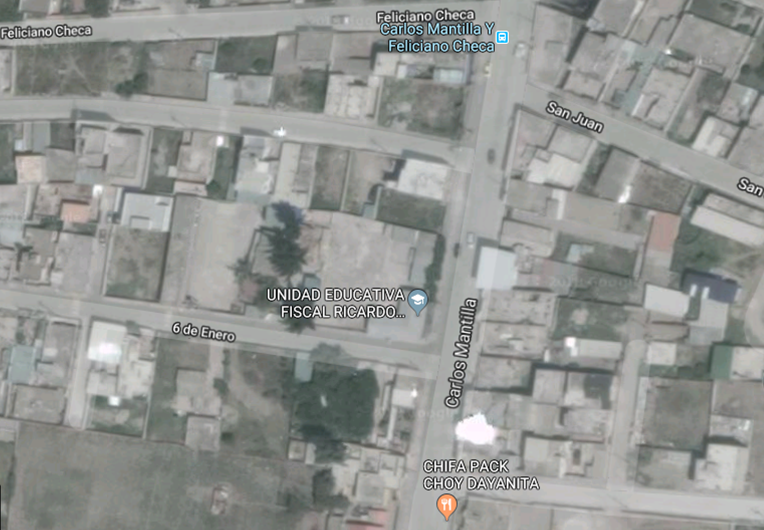 Feliciano Checa
Feliciano Checa
Carlos Mantilla Y
Feliciano Checa
San Juan
San
UNIDAD EDUCATIVA
FISCAL RICARDO...
6 de Enero
Carlos Mantilla
CHIFA PACK
CHOY DAYANITA